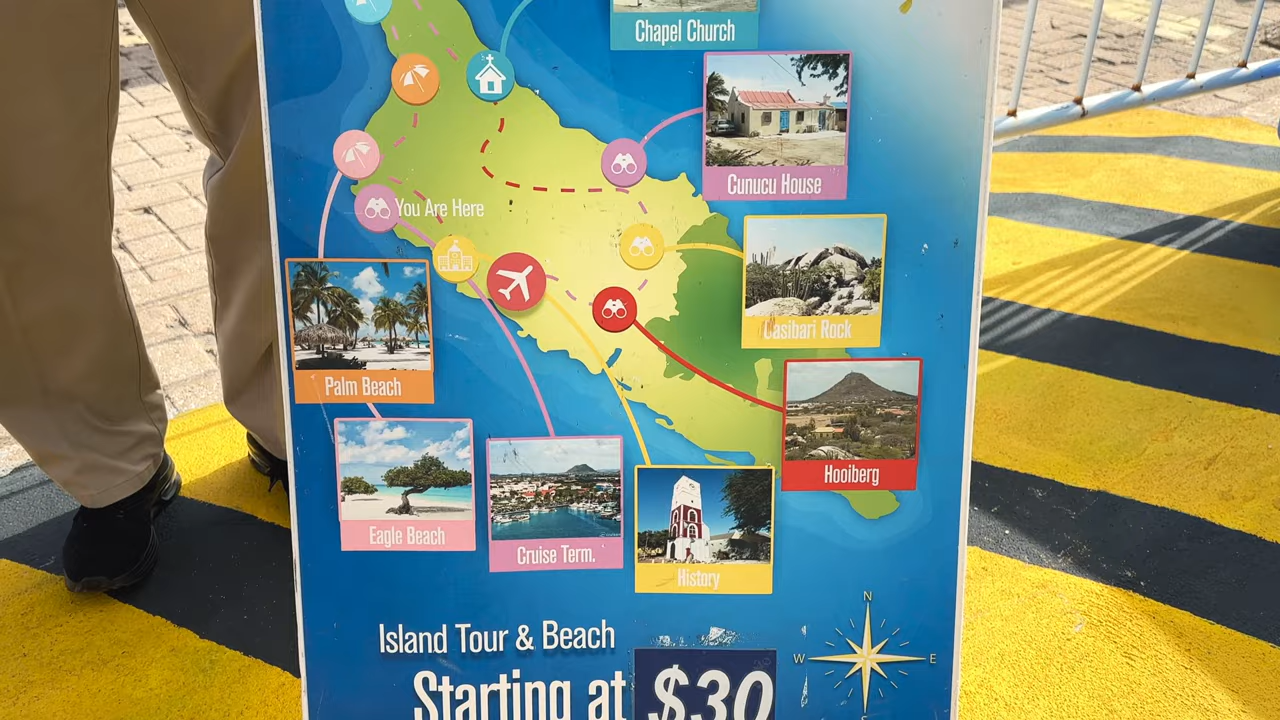 Chapel Church
Cunucu House
You Are Here
Casibari Rock
Palm Beach
Hooiberg
Eagle Beach
Cruise Term.
History
Island Tour & Beach
Starting at $30
N
W E